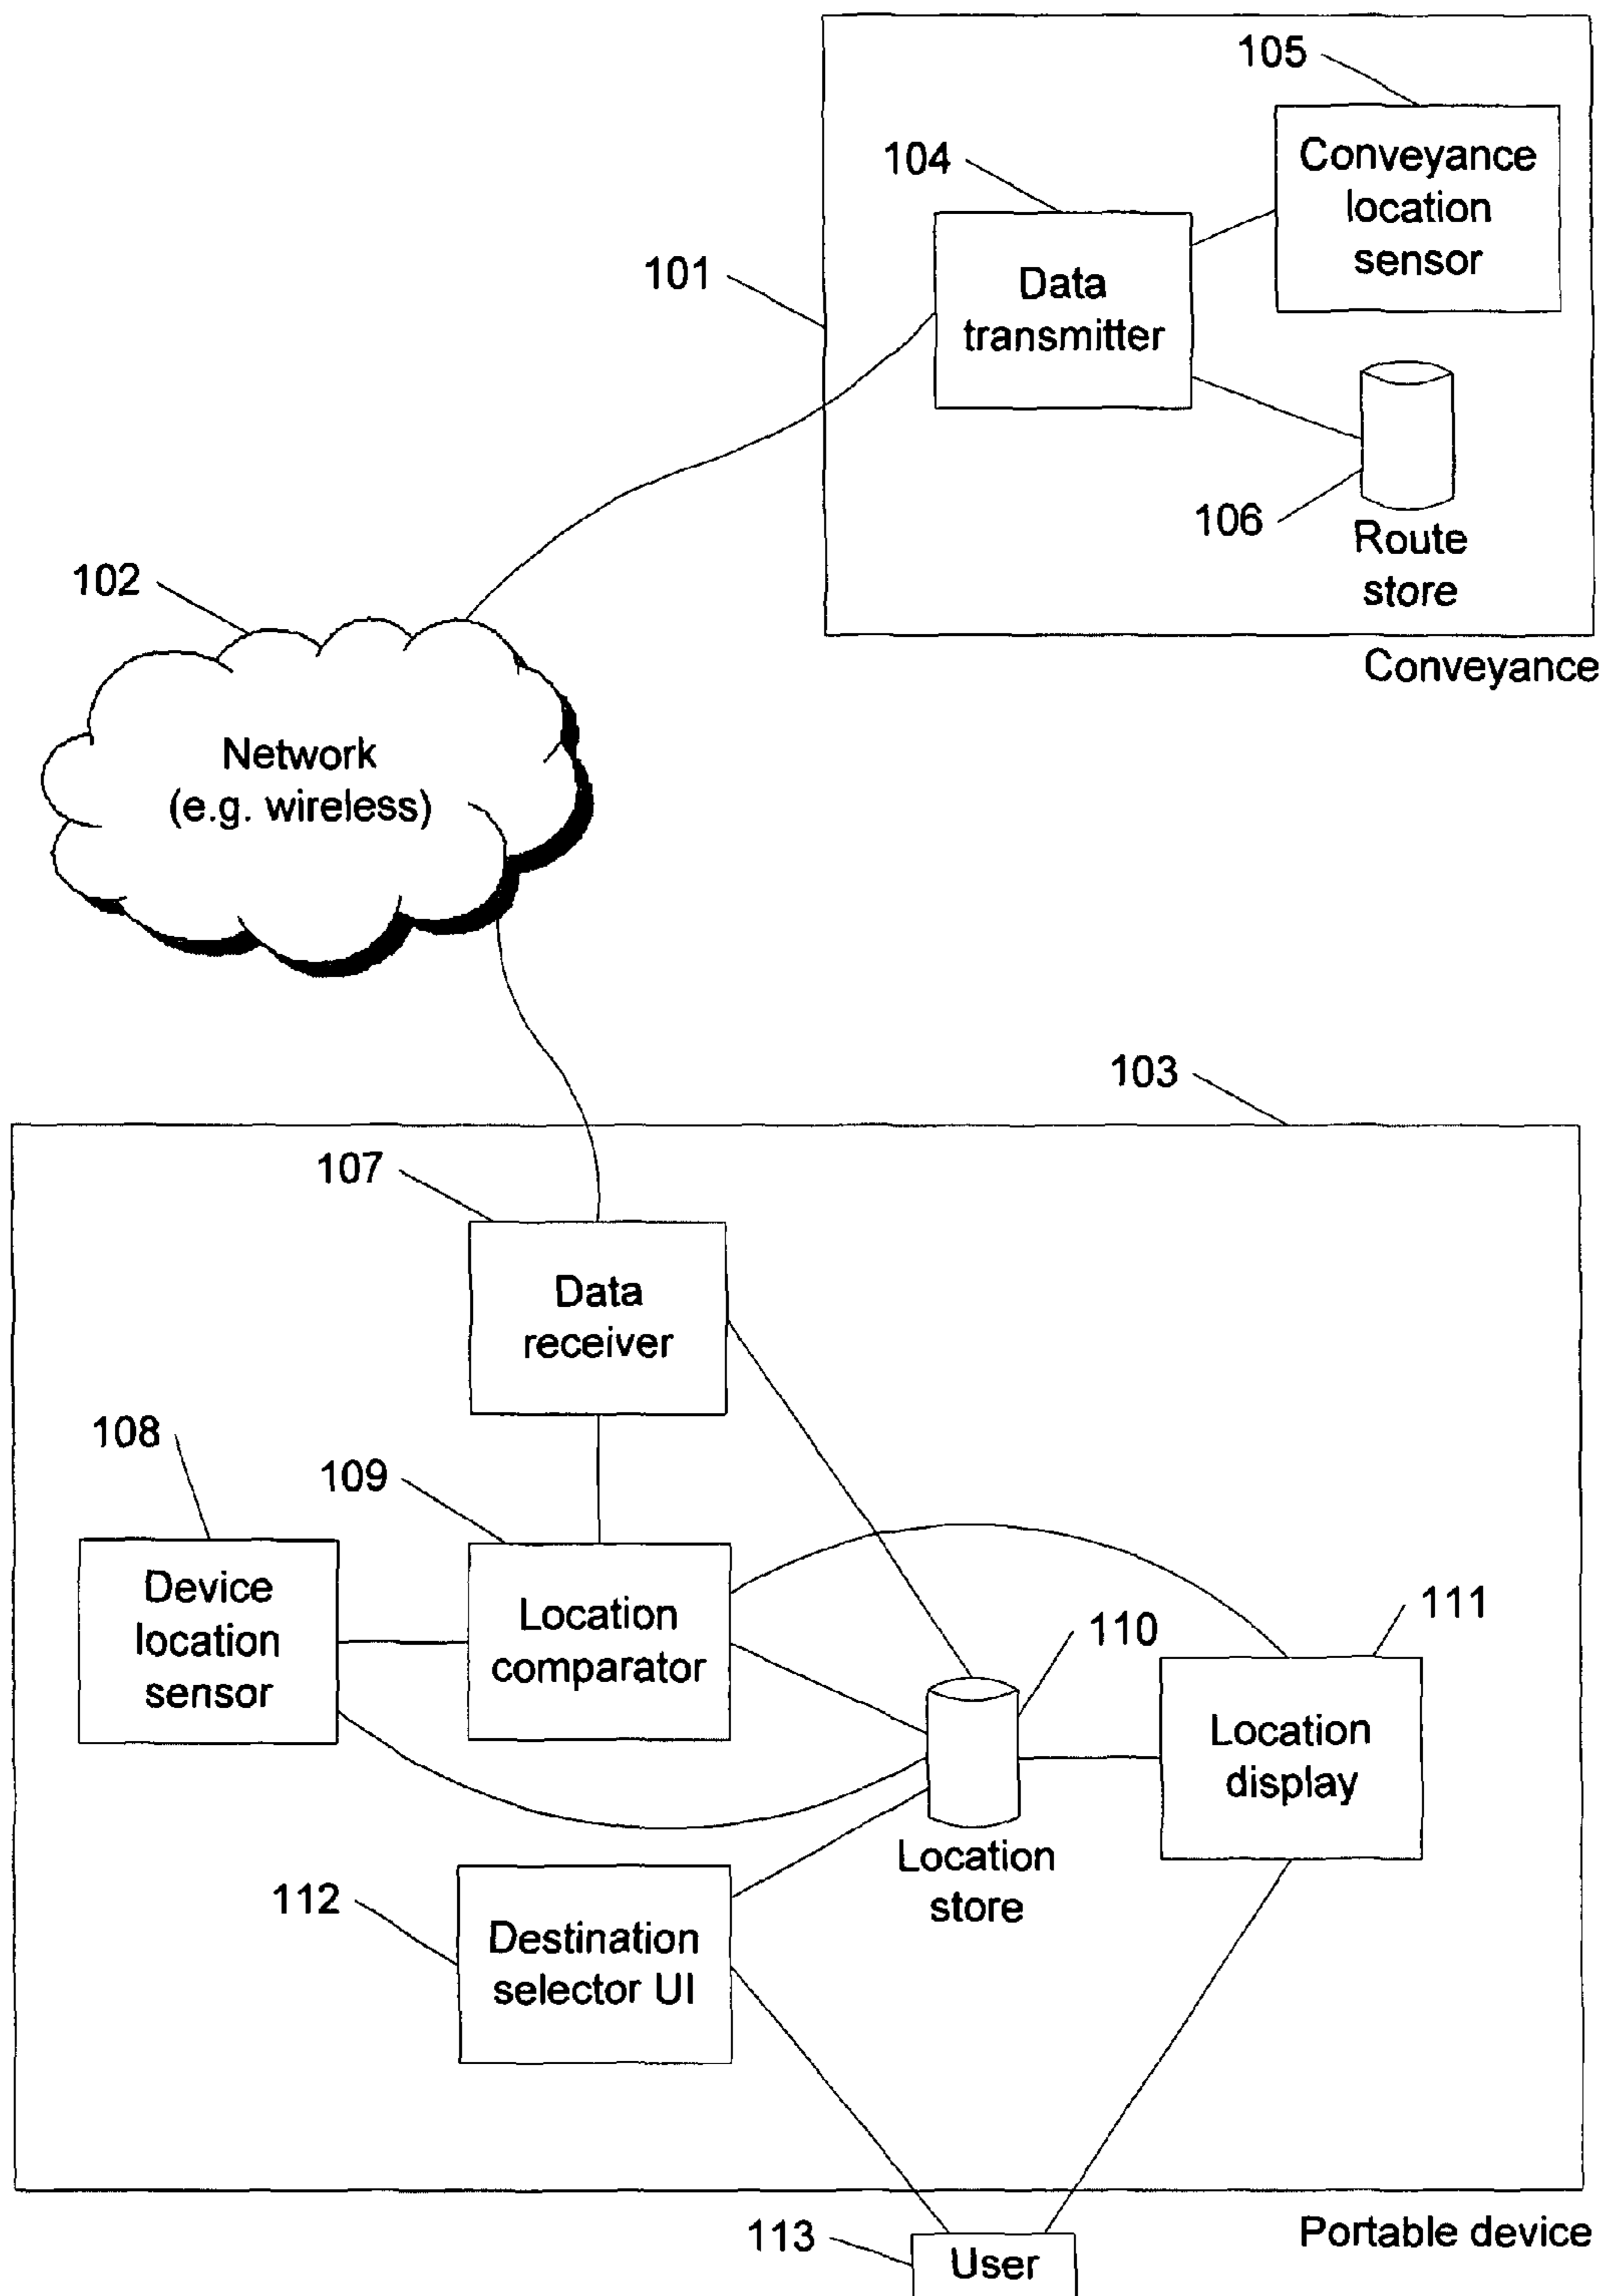 105
Conveyance
location
sensor
104
Data
transmitter
101
106
Route
store
Conveyance
102
Network
(e.g. wireless)
103
107
Data
receiver
108
Device
location
sensor
109
Location
comparator
110
Location
store
111
Location
display
112
Destination
selector UI
Portable device
113
User